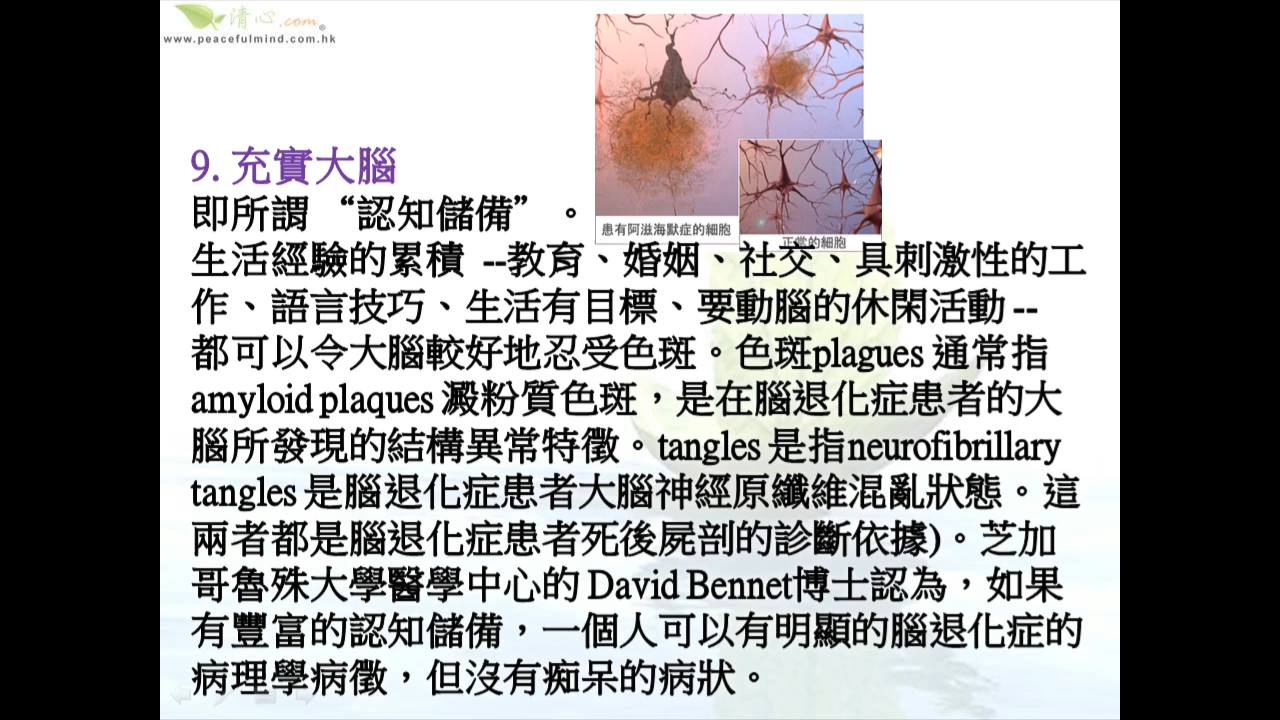 清心.com®
www.peacefulmind.com.hk
患有阿滋海默症的細胞
正常的細胞
9. 充實大腦
即所謂 “認知儲備” 。
生活經驗的累積 --教育、婚姻、社交、具刺激性的工
作、語言技巧、生活有目標、要動腦的休閑活動 --
都可以令大腦較好地忍受色斑。色斑plagues 通常指
amyloid plaques 澱粉質色斑，是在腦退化症患者的大
腦所發現的結構異常特徵。tangles 是指neurofibrillary
tangles 是腦退化症患者大腦神經原纖維混亂狀態。這
兩者都是腦退化症患者死後屍剖的診斷依據)。芝加
哥魯殊大學醫學中心的 David Bennet博士認為，如果
有豐富的認知儲備，一個人可以有明顯的腦退化症的
病理學病徵，但沒有痴呆的病狀。